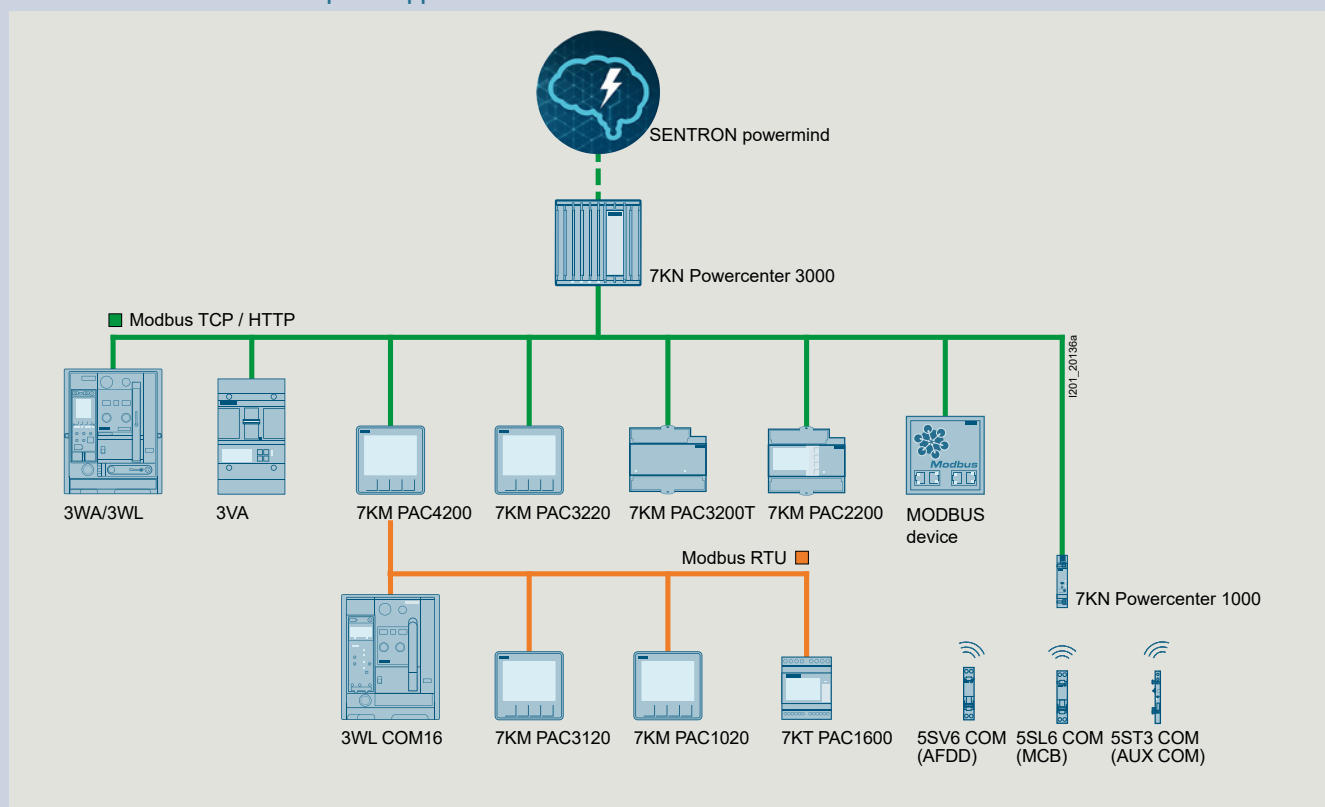 SENTRON powermind
7KN Powercenter 3000
Modbus TCP / HTTP
I201_20136a
Modbus
3WA/3WL
3VA
7KM PAC4200
7KM PAC3220
7KM PAC3200T
7KM PAC2200
MODBUS
device
Modbus RTU
7KN Powercenter 1000
3WL COM16
7KM PAC3120
7KM PAC1020
7KT PAC1600
5SV6 COM
(AFDD)
5SL6 COM
(MCB)
5ST3 COM
(AUX COM)